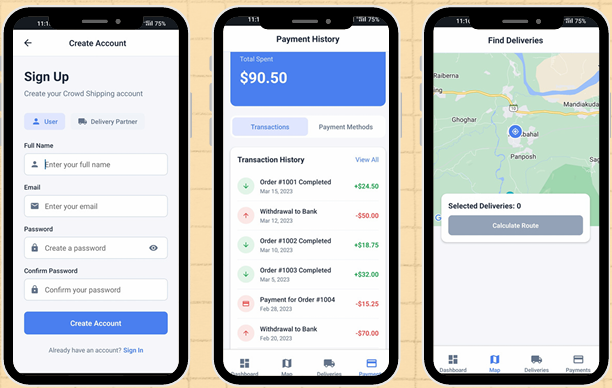 11:1
75%
Create Account
Sign Up
Create your Crowd Shipping account
User
Delivery Partner
Full Name
Enter your full name
Email
Enter your email
Password
Create a password
Confirm Password
Confirm your password
Create Account
Already have an account? Sign In
11:1
75%
Payment History
Total Spent
$90.50
Transactions
Payment Methods
Transaction History
View All
Order #1001 Completed
Mar 15, 2023
+$24.50
Withdrawal to Bank
Mar 10, 2023
-$50.00
Order #1002 Completed
Mar 10, 2023
+$18.75
Order #1003 Completed
Mar 5, 2023
+$32.00
Payment for Order #1004
Feb 28, 2023
-$15.25
Withdrawal to Bank
Feb 20, 2023
-$70.00
Dashboard
Map
Deliveries
Payments
11:1
75%
Find Deliveries
Raiberna
Mandiakuda
Ghoghar
bahal
Panposh
Sag
G
Selected Deliveries: 0
Calculate Route
Dashboard
Map
Deliveries
Payments